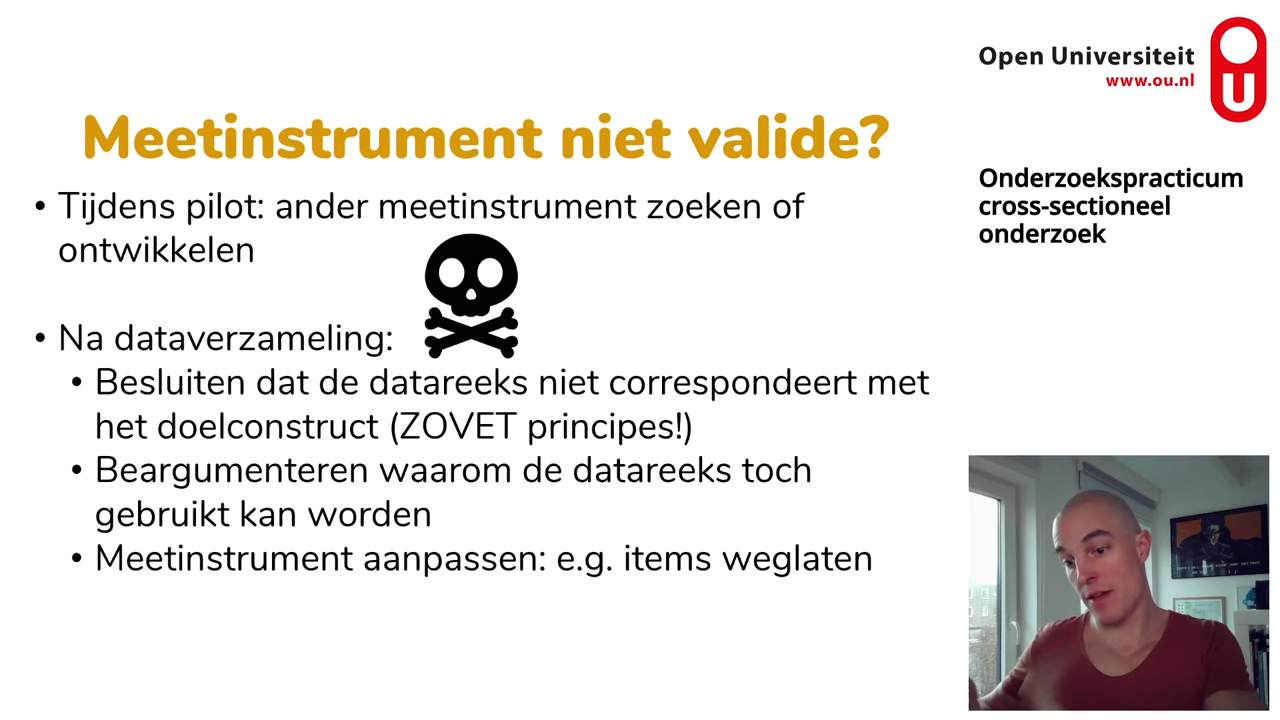 Open Universiteit
www.ou.nl
Meetinstrument niet valide?
• Tijdens pilot: ander meetinstrument zoeken of
ontwikkelen
• Na dataverzameling:
• Besluiten dat de datareeks niet correspondeert met
het doelconstruct (ZOVET principes!)
• Beargumenteren waarom de datareeks toch
gebruikt kan worden
• Meetinstrument aanpassen: e.g. items weglaten
Onderzoekspracticum
cross-sectioneel
onderzoek